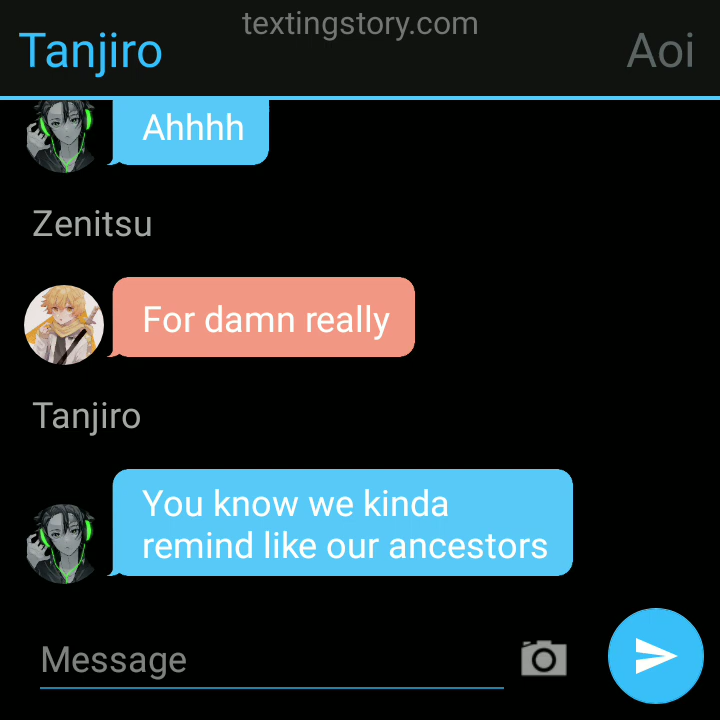 textingstory.com
Tanjiro
Aoi
Ahhhh
Zenitsu
For damn really
Tanjiro
You know we kinda
remind like our ancestors
Message